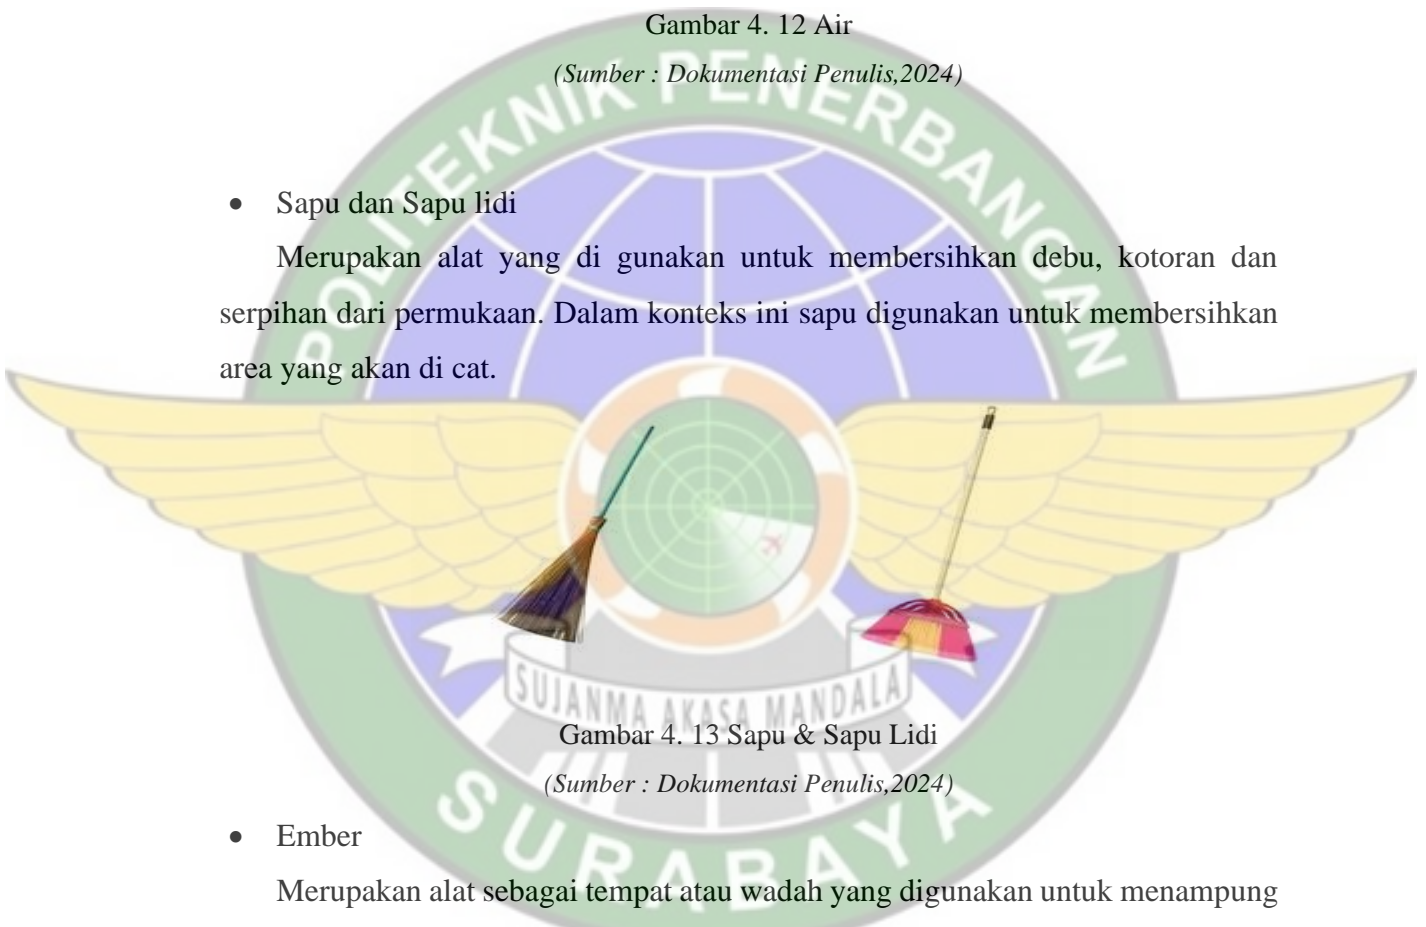 Gambar 4. 12 Air
(Sumber : Dokumentasi Penulis,2024)
POLITEKNIK PENERBANGAN
• Sapu dan Sapu lidi
Merupakan alat yang di gunakan untuk membersihkan debu, kotoran dan
serpihan dari permukaan. Dalam konteks ini sapu digunakan untuk membersihkan
area yang akan di cat.
SUJANMA AKASA MANDALA
Gambar 4. 13 Sapu & Sapu Lidi
(Sumber : Dokumentasi Penulis,2024)
SURABAYA
• Ember
Merupakan alat sebagai tempat atau wadah yang digunakan untuk menampung